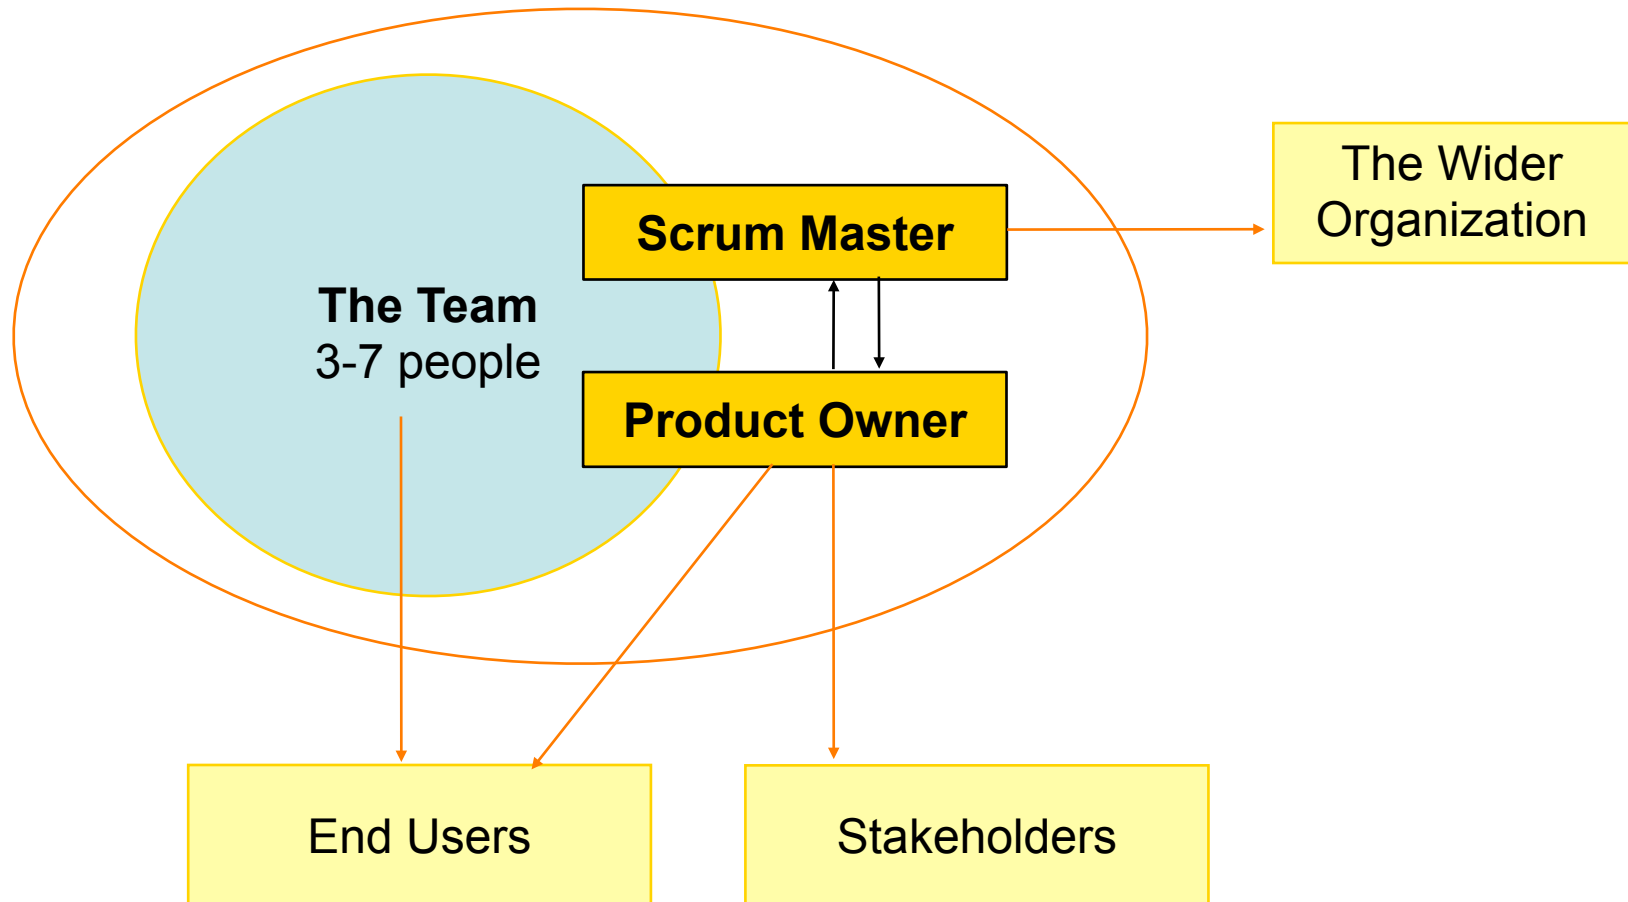 The Wider
Organization
Scrum Master
The Team
3-7 people
Product Owner
End Users
Stakeholders